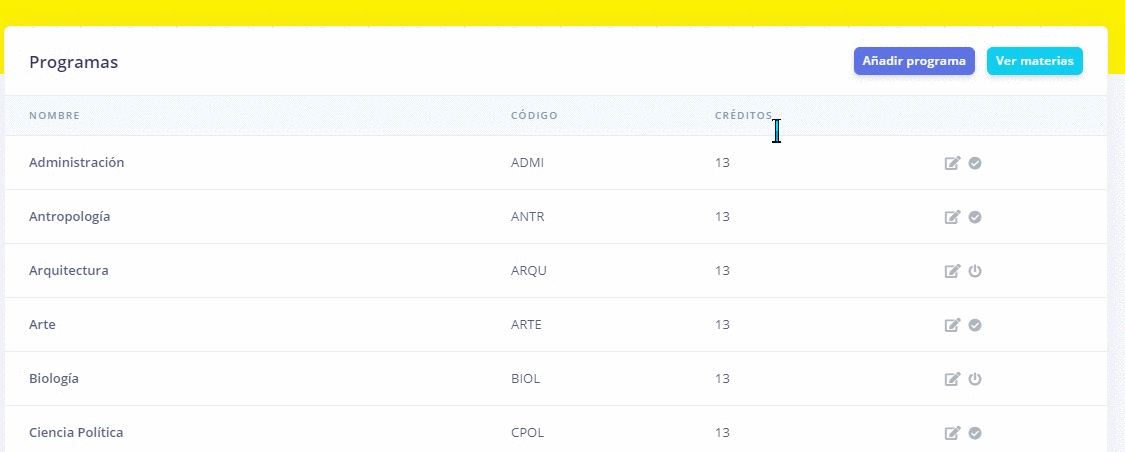 Programas Añadir programa Ver materias
NOMBRE CÓDIGO CRÉDITOS
Administración ADMI 13
Antropología ANTR 13
Arquitectura ARQU 13
Arte ARTE 13
Biología BIOL 13
Ciencia Política CPOL 13